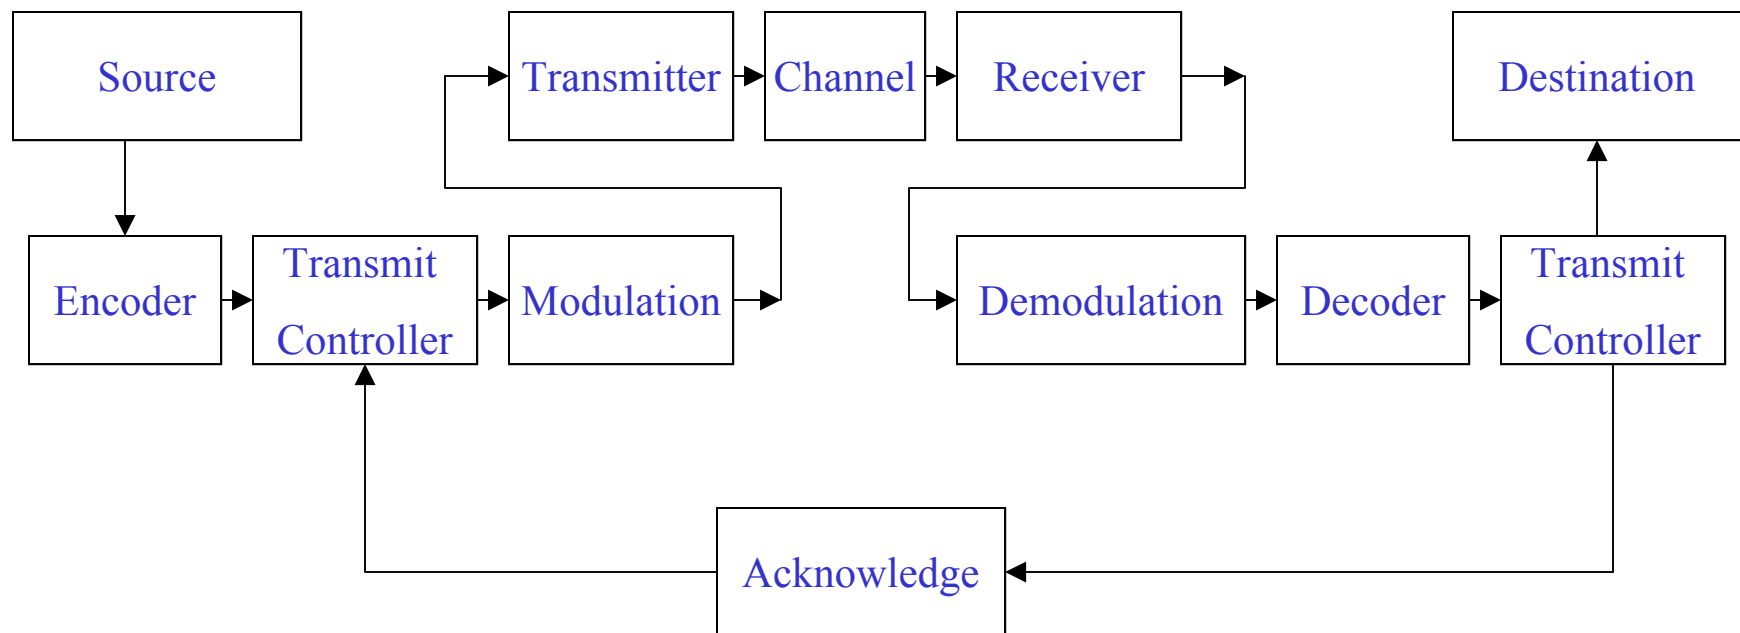 Source
Transmitter
Channel
Receiver
Destination
Encoder
Transmit
Controller
Modulation
Demodulation
Decoder
Transmit
Controller
Acknowledge